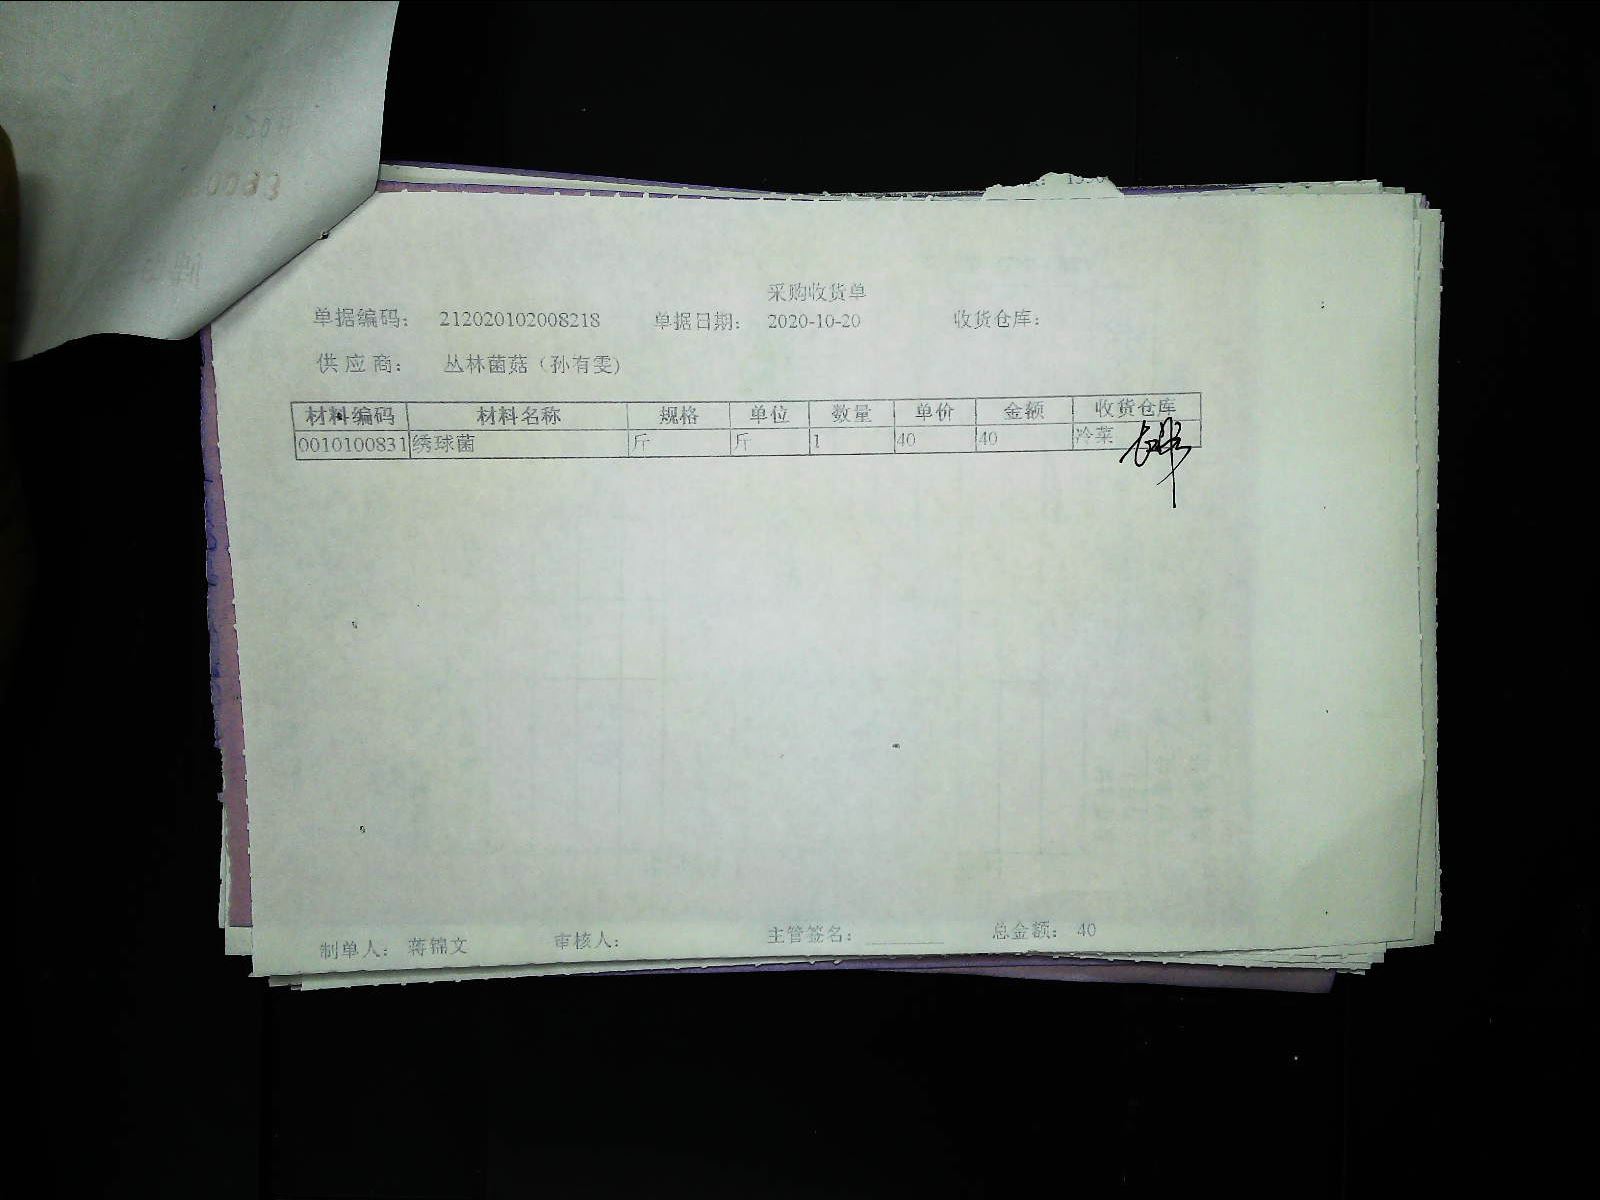 采购收货单
单据编码： 212020102008218 单据日期： 2020-10-20 收货仓库：
供应商： 丛林菌菇（孙有雯）
材料编码 材料名称 规格 单位 数量 单价 金额 收货仓库
0010100831 绣球菌 斤 斤 1 40 40 冷菜
制单人： 蒋锦文 审核人： 主管签名： 总金额： 40